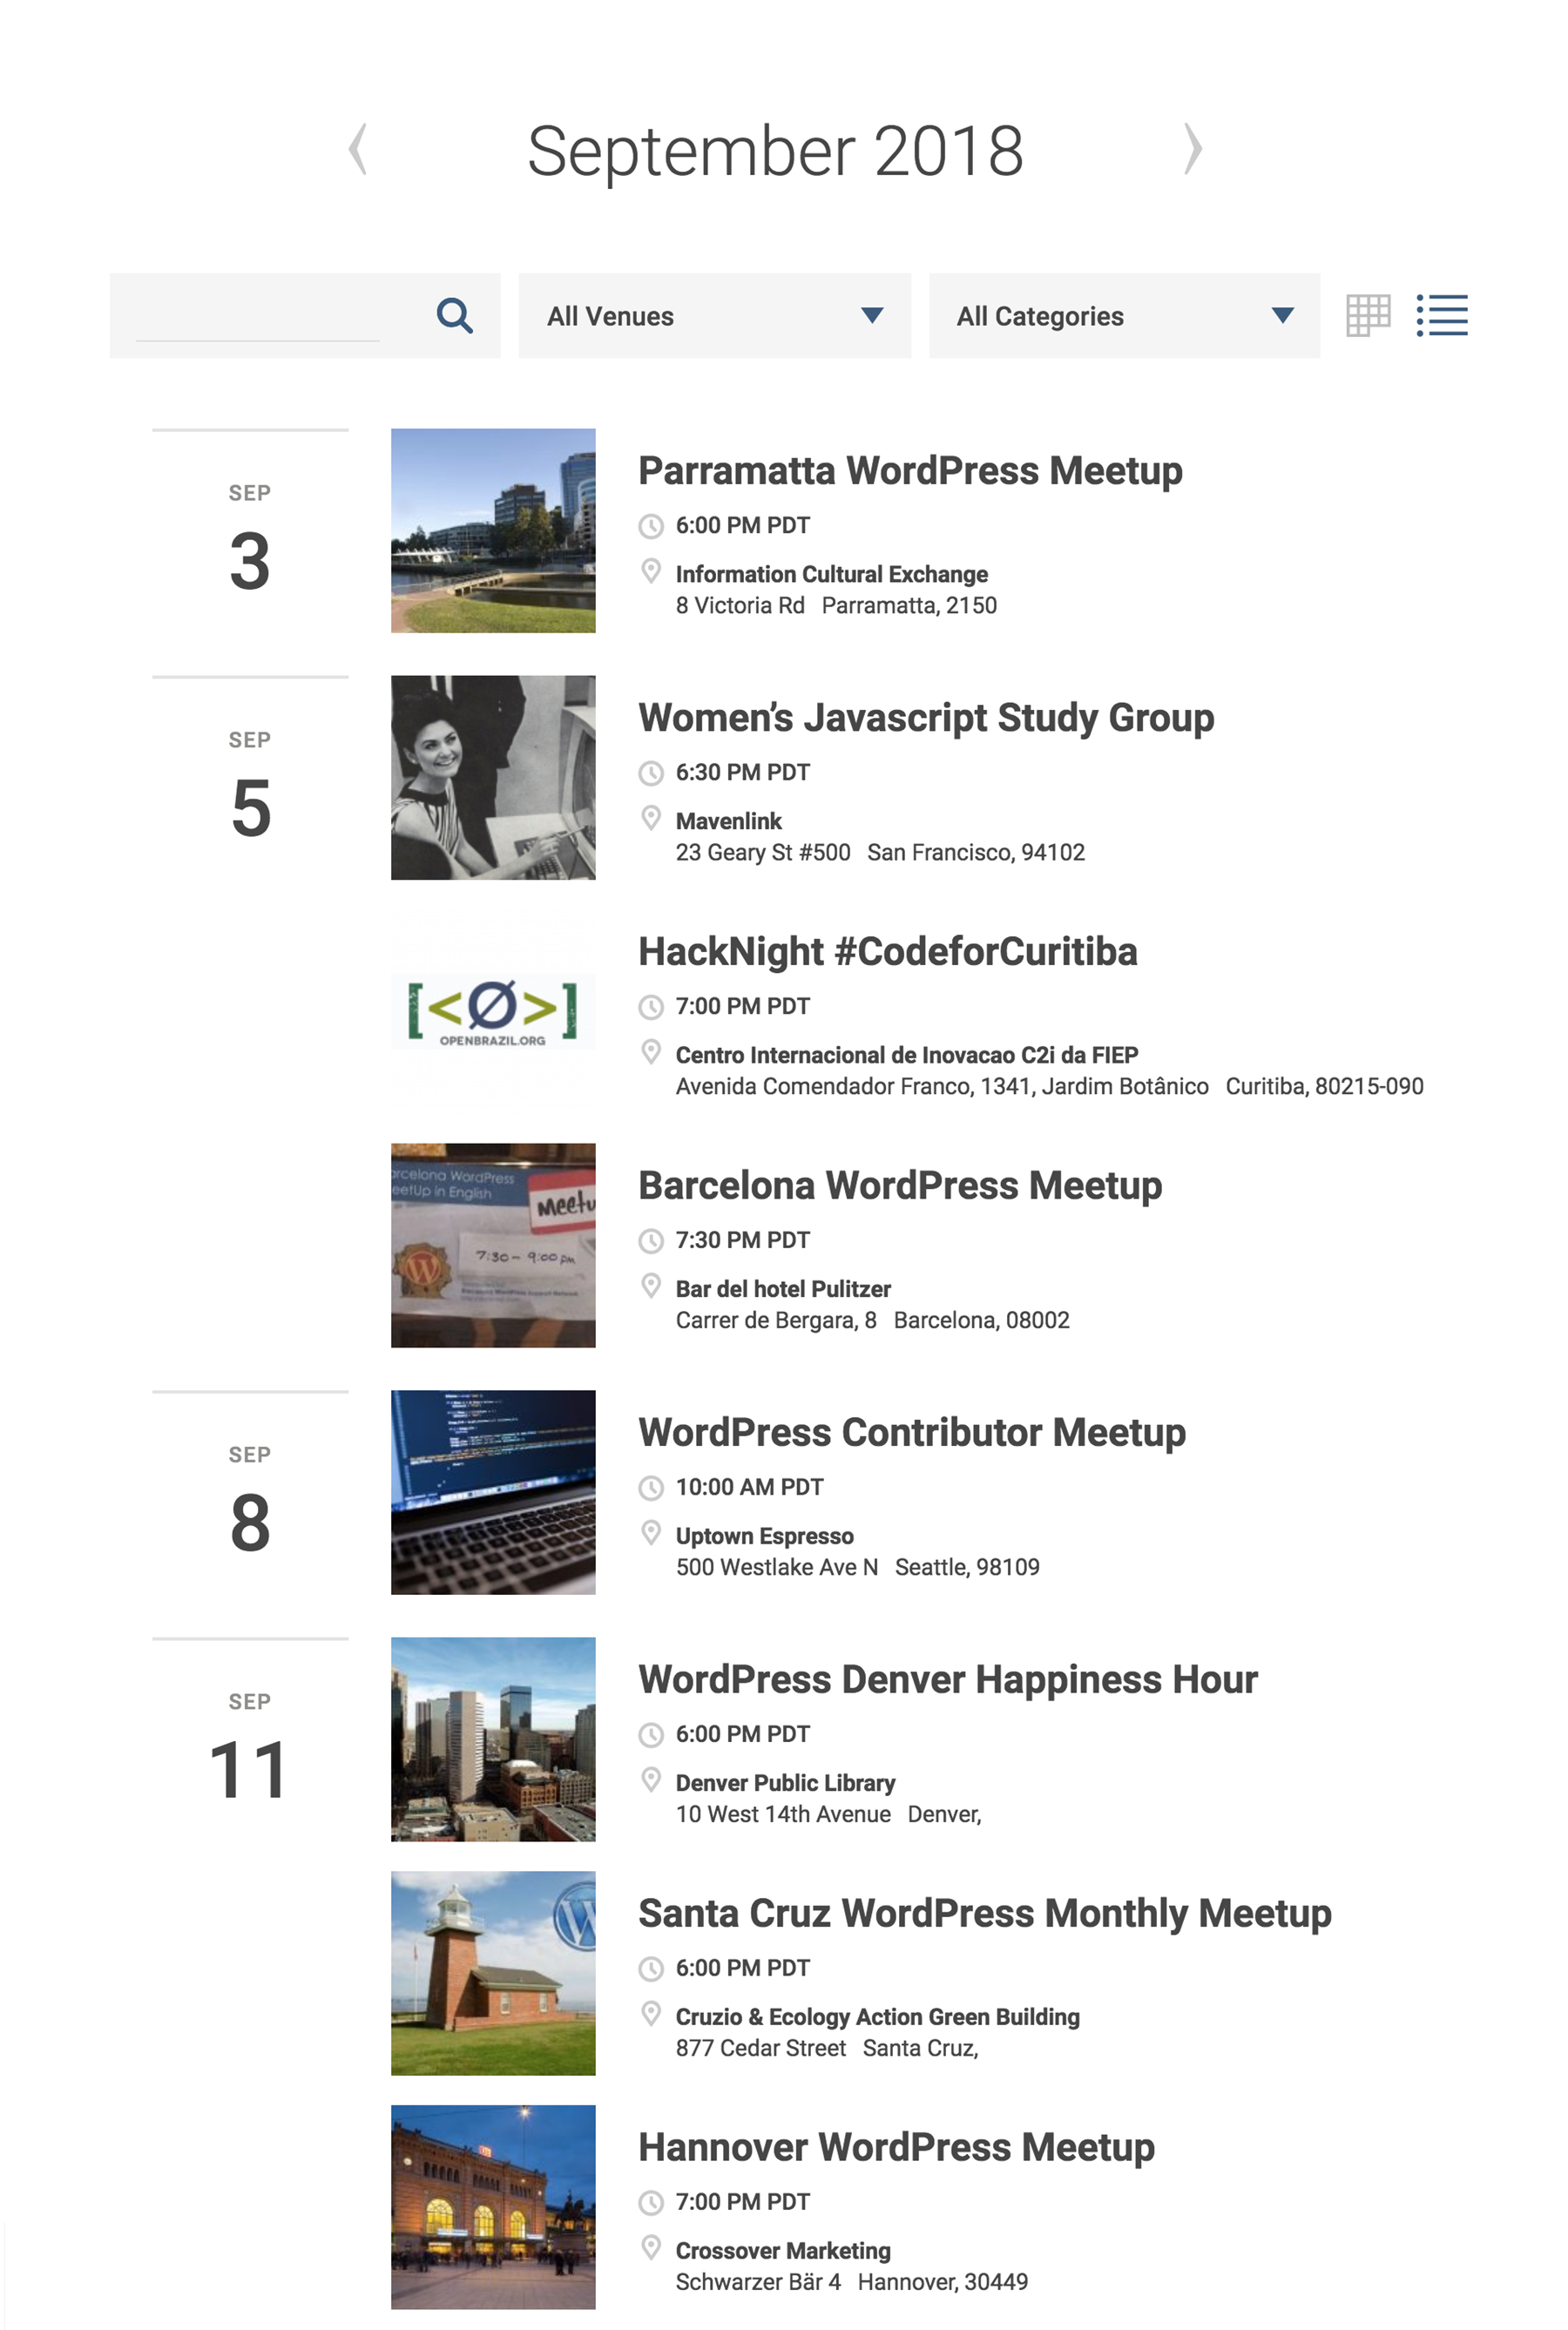 September 2018
All Venues
All Categories
SEP
3
Parramatta WordPress Meetup
6:00 PM PDT
Information Cultural Exchange
8 Victoria Rd Parramatta, 2150
SEP
5
Women’s Javascript Study Group
6:30 PM PDT
Mavenlink
23 Geary St #500 San Francisco, 94102
[<Ø>]
OPENBRAZIL.ORG
HackNight #CodeforCuritiba
7:00 PM PDT
Centro Internacional de Inovacao C2i da FIEP
Avenida Comendador Franco, 1341, Jardim Botânico Curitiba, 80215-090
arcelona WordPress
eetUp in English
Meetu
7:30 - 9:00 pm
Barcelona WordPress Meetup
7:30 PM PDT
Bar del hotel Pulitzer
Carrer de Bergara, 8 Barcelona, 08002
SEP
8
WordPress Contributor Meetup
10:00 AM PDT
Uptown Espresso
500 Westlake Ave N Seattle, 98109
SEP
11
WordPress Denver Happiness Hour
6:00 PM PDT
Denver Public Library
10 West 14th Avenue Denver,
Santa Cruz WordPress Monthly Meetup
6:00 PM PDT
Cruzio & Ecology Action Green Building
877 Cedar Street Santa Cruz,
Hannover WordPress Meetup
7:00 PM PDT
Crossover Marketing
Schwarzer Bär 4 Hannover, 30449